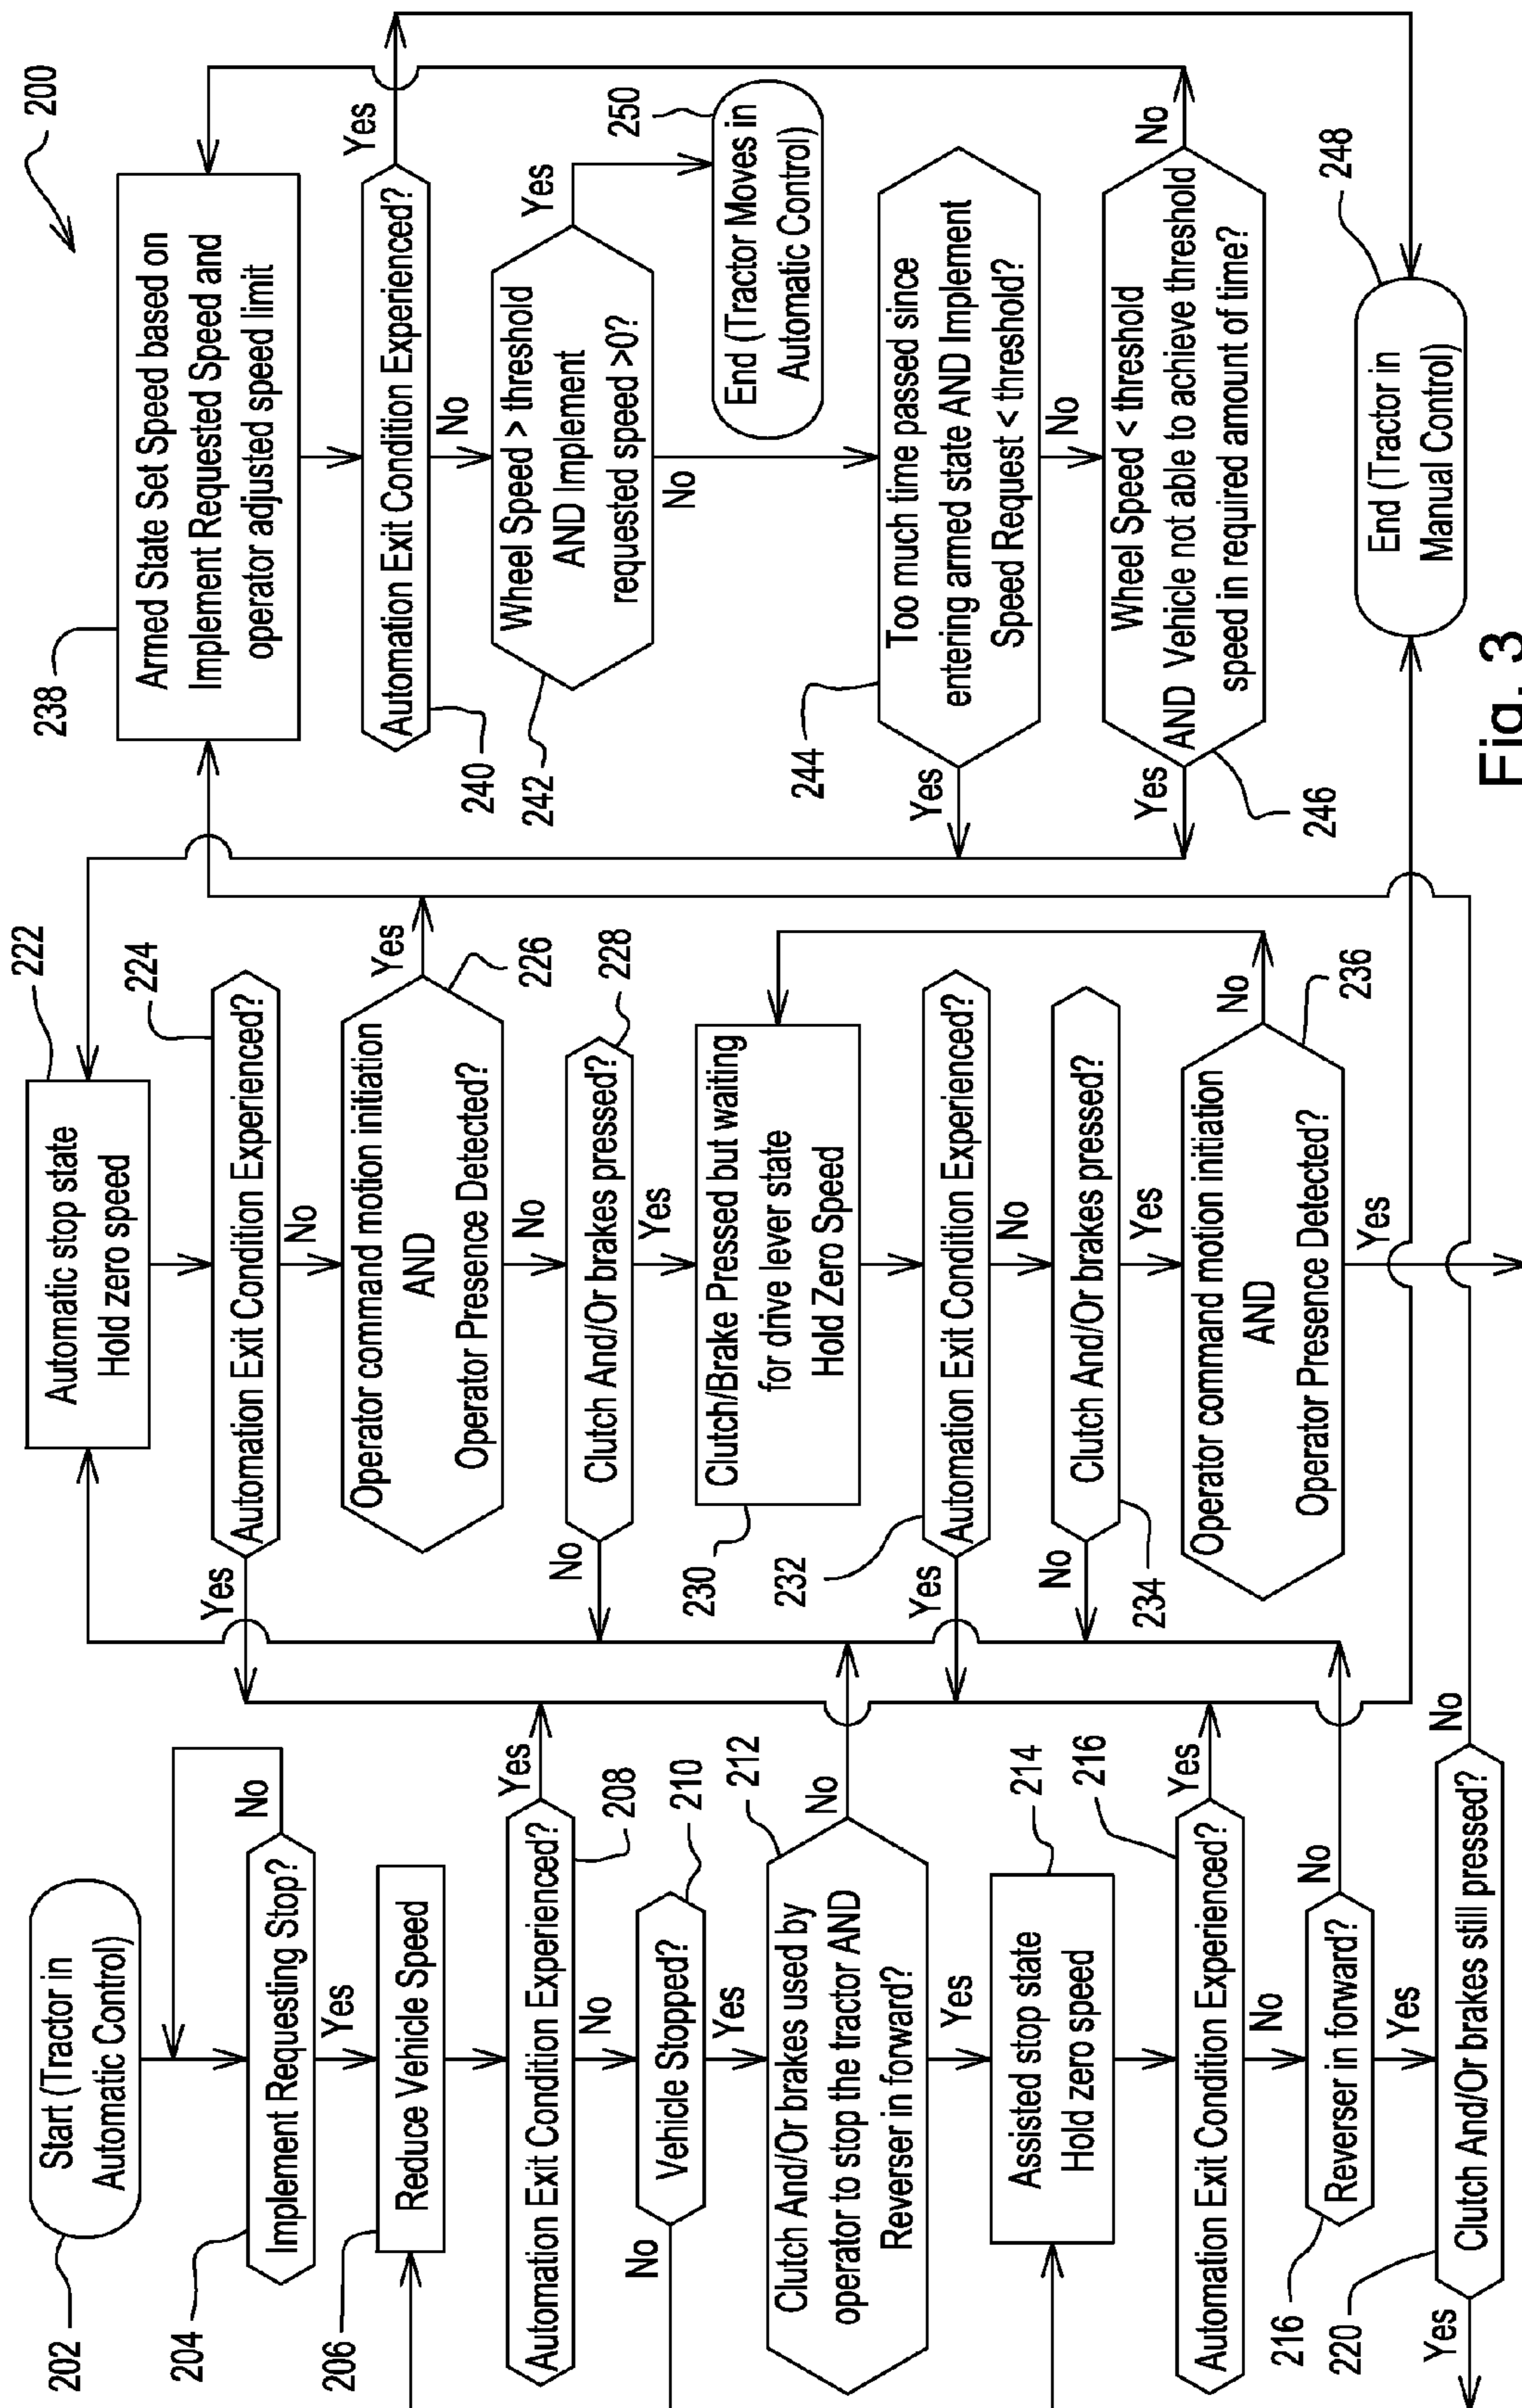 200
202
Start (Tractor in
Automatic Control)
204
Implement Requesting Stop?
No
Yes
206
Reduce Vehicle Speed
Automation Exit Condition Experienced?
Yes
208
No
Vehicle Stopped?
210
No
Yes
212
Clutch And/Or brakes used by
operator to stop the tractor AND
Reverser in forward?
No
Yes
214
Assisted stop state
Hold zero speed
216
Automation Exit Condition Experienced?
Yes
No
216
Reverser in forward?
No
Yes
220
Clutch And/Or brakes still pressed?
Yes
No
222
Automatic stop state
Hold zero speed
224
Automation Exit Condition Experienced?
Yes
No
Operator command motion initiation
AND
Operator Presence Detected?
Yes
226
No
228
Clutch And/Or brakes pressed?
No
Yes
230
Clutch/Brake Pressed but waiting
for drive lever state
Hold Zero Speed
232
Automation Exit Condition Experienced?
Yes
No
Clutch And/Or brakes pressed?
No
234
Yes
Operator command motion initiation
AND
Operator Presence Detected?
No
236
Yes
238
Armed State Set Speed based on
Implement Requested Speed and
operator adjusted speed limit
Automation Exit Condition Experienced?
Yes
240
No
Wheel Speed > threshold
AND Implement
requested speed >0?
Yes
242
No
250
End (Tractor Moves in
Automatic Control)
244
Too much time passed since
entering armed state AND Implement
Speed Request < threshold?
Yes
No
Wheel Speed < threshold
AND Vehicle not able to achieve threshold
speed in required amount of time?
Yes
No
246
248
End (Tractor in
Manual Control)
Fig. 3